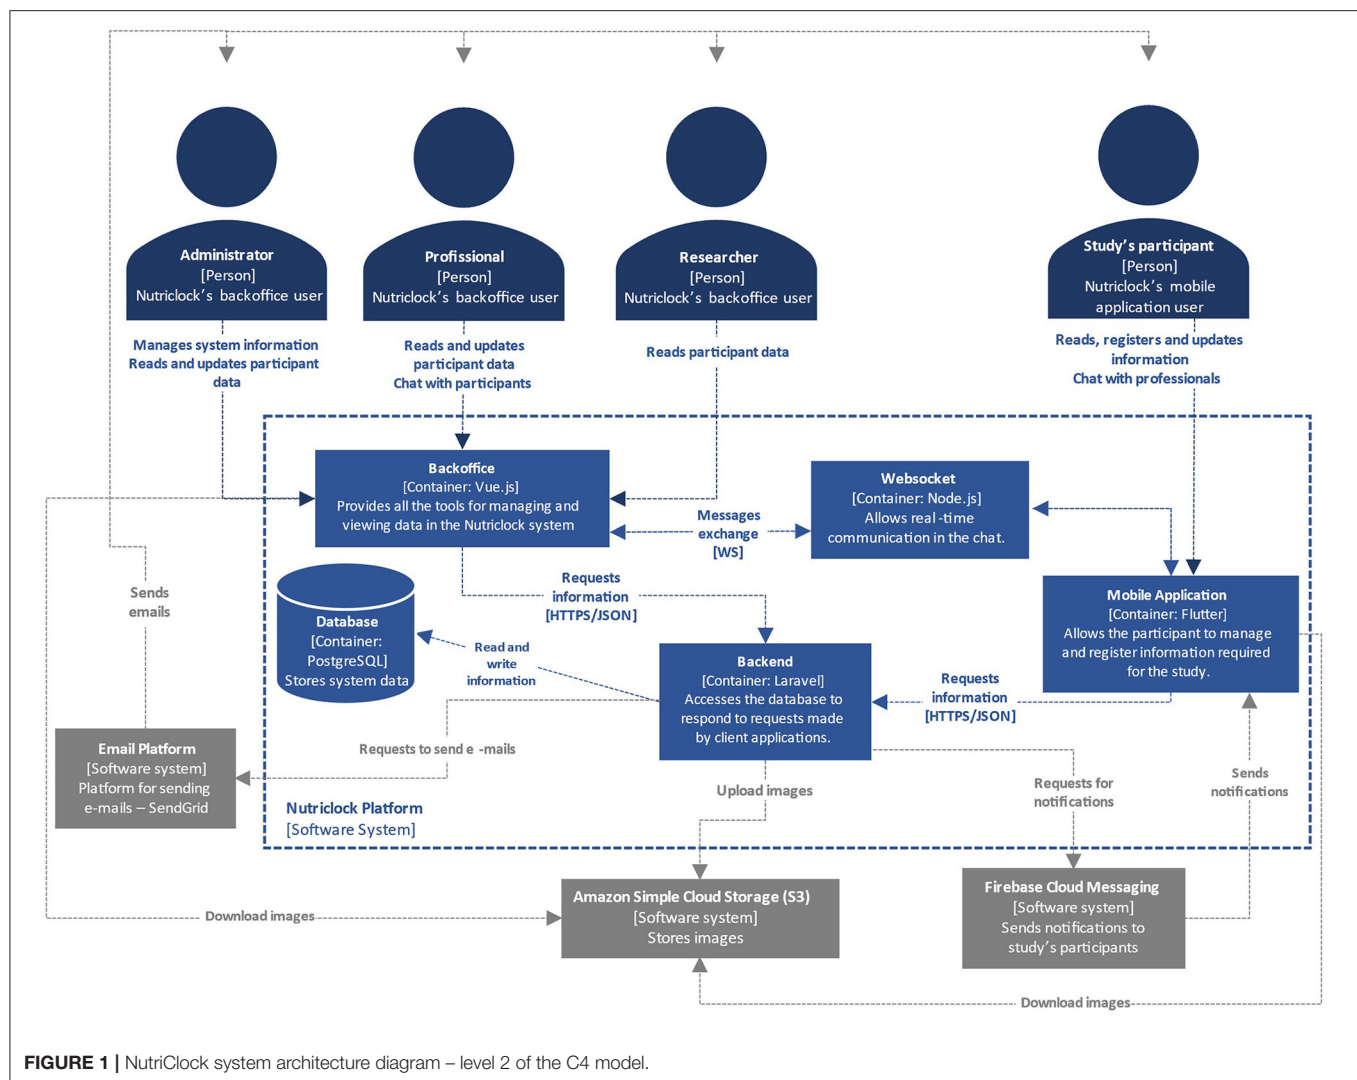 Administrator
[Person]
Nutriclock's backoffice user
Profissional
[Person]
Nutriclock's backoffice user
Researcher
[Person]
Nutriclock's backoffice user
Study's participant
[Person]
Nutriclock's mobile
application user
Manages system information
Reads and updates participant
data
Reads and updates
participant data
Chat with participants
Reads participant data
Reads, registers and updates
information
Chat with professionals
Backoffice
[Container: Vue.js]
Provides all the tools for managing and
viewing data in the Nutriclock system
Websocket
[Container: Node.js]
Allows real -time
communication in the chat.
Messages
exchange
[WS]
Sends
emails
Requests
information
[HTTPS/JSON]
Database
[Container:
PostgreSQL]
Stores system data
Read and
write
information
Mobile Application
[Container: Flutter]
Allows the participant to manage
and register information required
for the study.
Backend
[Container: Laravel]
Accesses the database to
respond to requests made
by client applications.
Requests
information
[HTTPS/JSON]
Email Platform
[Software system]
Platform for sending
e-mails – SendGrid
Requests to send e -mails
Upload images
Requests for
notifications
Sends
notifications
Nutriclock Platform
[Software System]
Amazon Simple Cloud Storage (S3)
[Software system]
Stores images
Firebase Cloud Messaging
[Software system]
Sends notifications to
study's participants
Download images
Download images
FIGURE 1 | NutriClock system architecture diagram – level 2 of the C4 model.